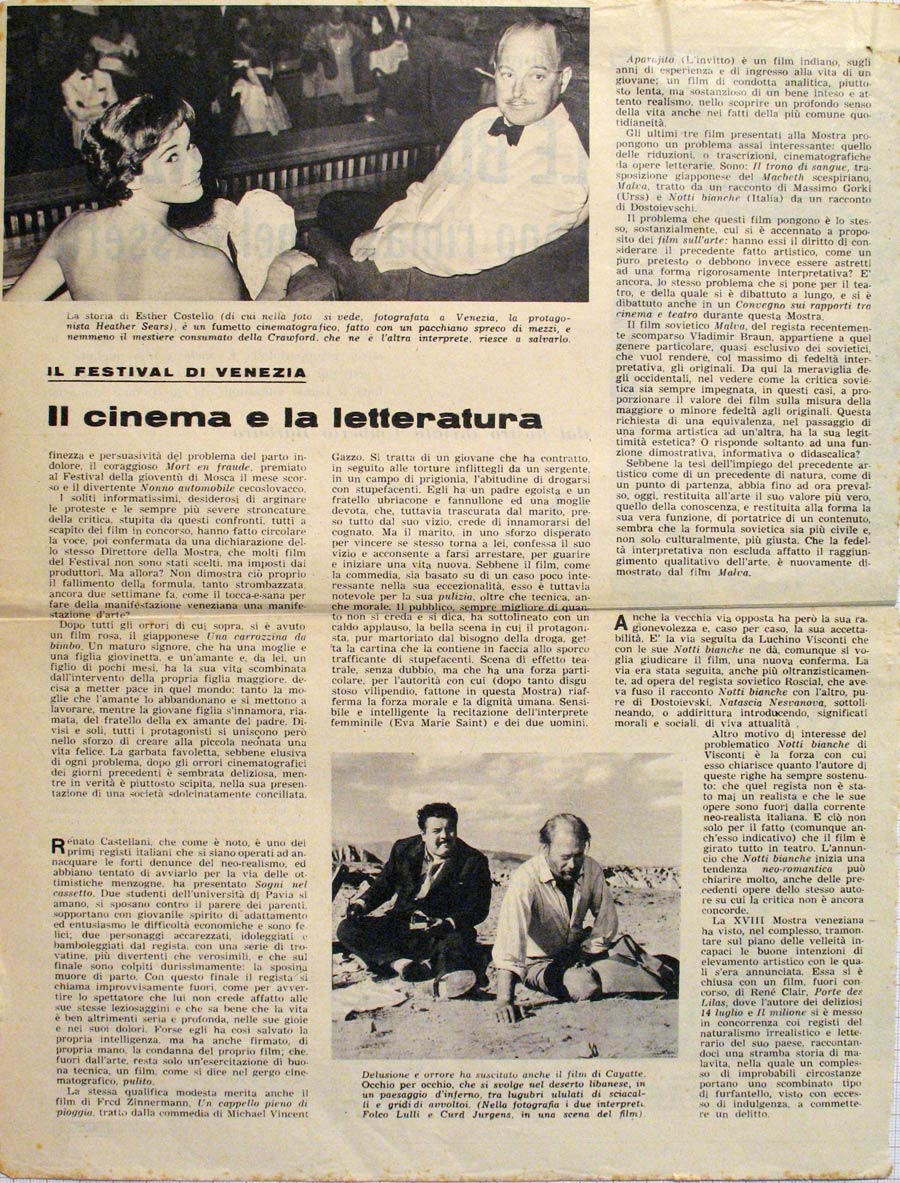 La storia di Esther Costello (di cui nella foto si vede, fotografata a Venezia, la protago-
nista Heather Sears), è un fumetto cinematografico, fatto con un pacchiano spreco di mezzi, e
nemmeno il mestiere consumato della Crawford, che ne è l'altra interprete, riesce a salvarlo.
IL FESTIVAL DI VENEZIA
Il cinema e la letteratura
finezza e persuasività del problema del parto in-
dolore, il coraggioso Mort en fraude, premiato
al Festival della gioventù di Mosca il mese scor-
so e il divertente Nonno automobile cecoslovacco.
I soliti informatissimi, desiderosi di arginare
le proteste e le sempre più severe stroncature
della critica, stupita da questi confronti, tutti a
scapito dei film in concorso, hanno fatto circolare
la voce, poi confermata da una dichiarazione del-
lo stesso Direttore della Mostra, che molti film
del Festival non sono stati scelti, ma imposti dai
produttori. Ma allora? Non dimostra ciò proprio
il fallimento della formula, tanto strombazzata,
ancora due settimane fa, come il tocca-e-sana per
fare della manifestazione veneziana una manife-
stazione d'arte?
Dopo tutti gli orrori di cui sopra, si è avuto
un film rosa, il giapponese Una carrozzina da
bimbo. Un maturo signore, che ha una moglie e
una figlia giovinetta, e un'amante e, da lei, un
figlio di pochi mesi, ha la sua vita scombinata
dall'intervento della propria figlia maggiore, de-
cisa a metter pace in quel mondo: tanto la mo-
glie che l'amante lo abbandonano e si mettono a
lavorare, mentre la giovane figlia s'innamora, ria-
mata, del fratello della ex amante del padre. Di-
visi e soli, tutti i protagonisti si uniscono però
nello sforzo di creare alla piccola neonata una
vita felice. La garbata favoletta, sebbene elusiva
di ogni problema, dopo gli orrori cinematografici
dei giorni precedenti è sembrata deliziosa, men-
tre in verità è piuttosto scipita, nella sua presen-
tazione di una società sdolcinatamente conciliata.
Renato Castellani, che come è noto, è uno dei
primi registi italiani che si siano operati ad an-
nacquare le forti denunce del neo-realismo, ed
abbiano tentato di avviarlo per la via delle ot-
timistiche menzogne, ha presentato Sogni nel
cassetto. Due studenti dell'università di Pavia si
amano, si sposano contro il parere dei parenti,
sopportano con giovanile spirito di adattamento
ed entusiasmo le difficoltà economiche e sono fe-
lici; due personaggi accarezzati, idoleggiati e
bamboleggiati dal regista, con una serie di tro-
vatine, più divertenti che verosimili, e che sul
finale sono colpiti durissimamente: la sposina
muore di parto. Con questo finale il regista si
chiama improvvisamente fuori, come per avver-
tire lo spettatore che lui non crede affatto alle
sue stesse leziosaggini e che sa bene che la vita
è ben altrimenti seria e profonda, nelle sue gioie
e nei suoi dolori. Forse egli ha così salvato la
propria intelligenza, ma ha anche firmato, di
propria mano, la condanna del proprio film; che,
fuori dall'arte, resta solo un'esercitazione di buo-
na tecnica, un film, come si dice nel gergo cine-
matografico, pulito.
La stessa qualifica modesta merita anche il
film di Fred Zinnermann, Un cappello pieno di
pioggia, tratto dalla commedia di Michael Vincent
Gazzo. Si tratta di un giovane che ha contratto,
in seguito alle torture inflittegli da un sergente,
in un campo di prigionia, l'abitudine di drogarsi
con stupefacenti. Egli ha un padre egoista e un
fratello ubriacone e fannullone ed una moglie
devota, che, tuttavia trascurata dal marito, pre-
so tutto dal suo vizio, crede di innamorarsi del
cognato. Ma il marito, in uno sforzo disperato
per vincere se stesso torna a lei, confessa il suo
vizio e acconsente a farsi arrestare, per guarire
e iniziare una vita nuova. Sebbene il film, come
la commedia, sia basato su di un caso poco inte-
ressante nella sua eccezionalità, esso è tuttavia
notevole per la sua pulizia, oltre che tecnica, an-
che morale. Il pubblico, sempre migliore di quan-
to non si creda e si dica, ha sottolineato con un
caldo applauso, la bella scena in cui il protagon-
sta, pur martoriato dal bisogno della droga, get-
ta la cartina che la contiene in faccia allo sporco
trafficante di stupefacenti. Scena di effetto tea-
trale, senza dubbio, ma che ha una forza parti-
colare, per l'autorità con cui (dopo tanto disgu-
stoso vilipendio, fattone in questa Mostra) riaf-
ferma la forza morale e la dignità umana. Sensi-
bile e intelligente la recitazione dell'interprete
femminile (Eva Marie Saint) e dei due uomini.
Delusione e orrore ha suscitato anche il film di Cayatte,
Occhio per occhio, che si svolge nel deserto libanese, in
un paesaggio d'inferno, tra lugubri ululati di sciacal-
li e gridi di avvoltoi. (Nella fotografia i due interpreti,
Folco Lulli e Curd Jurgens, in una scena del film)
Aparajito (L'invitto) è un film indiano, sugli
anni di esperienza e di ingresso alla vita di un
giovane; un film di condotta analitica, piutto-
sto lenta, ma sostanzioso di un bene inteso e at-
tento realismo, nello scoprire un profondo senso
della vita anche nei fatti della più comune quo-
tidianeità.
Gli ultimi tre film presentati alla Mostra pro-
pongono un problema assai interessante: quello
delle riduzioni, o trascrizioni, cinematografiche
da opere letterarie. Sono: Il trono di sangue, tra-
sposizione giapponese del Macbeth scespiriano,
Malva, tratto da un racconto di Massimo Gorki
(Urss) e Notti bianche (Italia) da un racconto
di Dostoievschi.
Il problema che questi film pongono è lo stes-
so, sostanzialmente, cui si è accennato a propo-
sito dei film sull'arte: hanno essi il diritto di con-
siderare il precedente fatto artistico, come un
puro pretesto o debbono invece essere astretti
ad una forma rigorosamente interpretativa? E'
ancora, lo stesso problema che si pone per il tea-
tro, e della quale si è dibattuto a lungo, e si è
dibattuto anche in un Convegno sui rapporti tra
cinema e teatro durante questa Mostra.
Il film sovietico Malva, del regista recentemen-
te scomparso Vladimir Braun, appartiene a quel
genere particolare, quasi esclusivo dei sovietici,
che vuol rendere, col massimo di fedeltà inter-
pretativa, gli originali. Da qui la meraviglia de-
gli occidentali, nel vedere come la critica sovie-
tica sia sempre impegnata, in questi casi, a pro-
porzionare il valore dei film sulla misura della
maggiore o minore fedeltà agli originali. Questa
richiesta di una equivalenza, nel passaggio di
una forma artistica ad un'altra, ha la sua legit-
timità estetica? O risponde soltanto ad una fun-
zione dimostrativa, informativa o didascalica?
Sebbene la tesi dell'impiego del precedente ar-
tistico come di un precedente di natura, come di
un punto di partenza, abbia fino ad ora preval-
so, oggi, restituita all'arte il suo valore più vero,
quello della conoscenza, e restituita alla forma la
sua vera funzione, di portatrice di un contenuto,
sembra che la formula sovietica sia più civile e,
non solo culturalmente, più giusta. Che la fedel-
tà interpretativa non escluda affatto il raggiun-
gimento qualitativo dell'arte, è nuovamente di-
mostrato dal film Malva.
Anche la vecchia via opposta ha però la sua ra-
gionevolezza e, caso per caso, la sua accetta-
bilità. E' la via seguita da Luchino Visconti che
con le sue Notti bianche ne dà, comunque si vo-
glia giudicare il film, una nuova conferma. La
via era stata seguita, anche più oltranzisticamen-
te, ad opera del regista sovietico Roscial, che ave-
va fuso il racconto Notti bianche con l'altro, pu-
re di Dostoievski, Natascia Nesvanova, sottoli-
neando, o addirittura introducendo, significati
morali e sociali, di viva attualità.
Altro motivo di interesse del
problematico Notti bianche di
Visconti è la forza con cui
esso chiarisce quanto l'autore di
queste righe ha sempre sostenu-
to: che quel regista non è sta-
to mai un realista e che le sue
opere sono fuori dalla corrente
neo-realista italiana. E ciò non
solo per il fatto (comunque an-
ch'esso indicativo) che il film è
girato tutto in teatro. L'annun-
cio che Notti bianche inizia una
tendenza neo-romantica può
chiarire molto, anche delle pre-
cedenti opere dello stesso auto-
re su cui la critica non è ancora
concorde.
La XVIII Mostra veneziana
ha visto, nel complesso, tramon-
tare sul piano delle velleità in-
capaci le buone intenzioni di
elevamento artistico con le qua-
li s'era annunciata. Essa si è
chiusa con un film, fuori con-
corso, di René Clair, Porte des
Lilas, dove l'autore dei deliziosi
14 luglio e Il milione si è messo
in concorrenza coi registi del
naturalismo irrealistico e lette-
rario del suo paese, raccontan-
doci una stramba storia di ma-
lavita, nella quale un comples-
so di improbabili circostanze
portano uno scombinato tipo
di furfantello, visto con ecces-
so di indulgenza, a commette-
re un delitto.